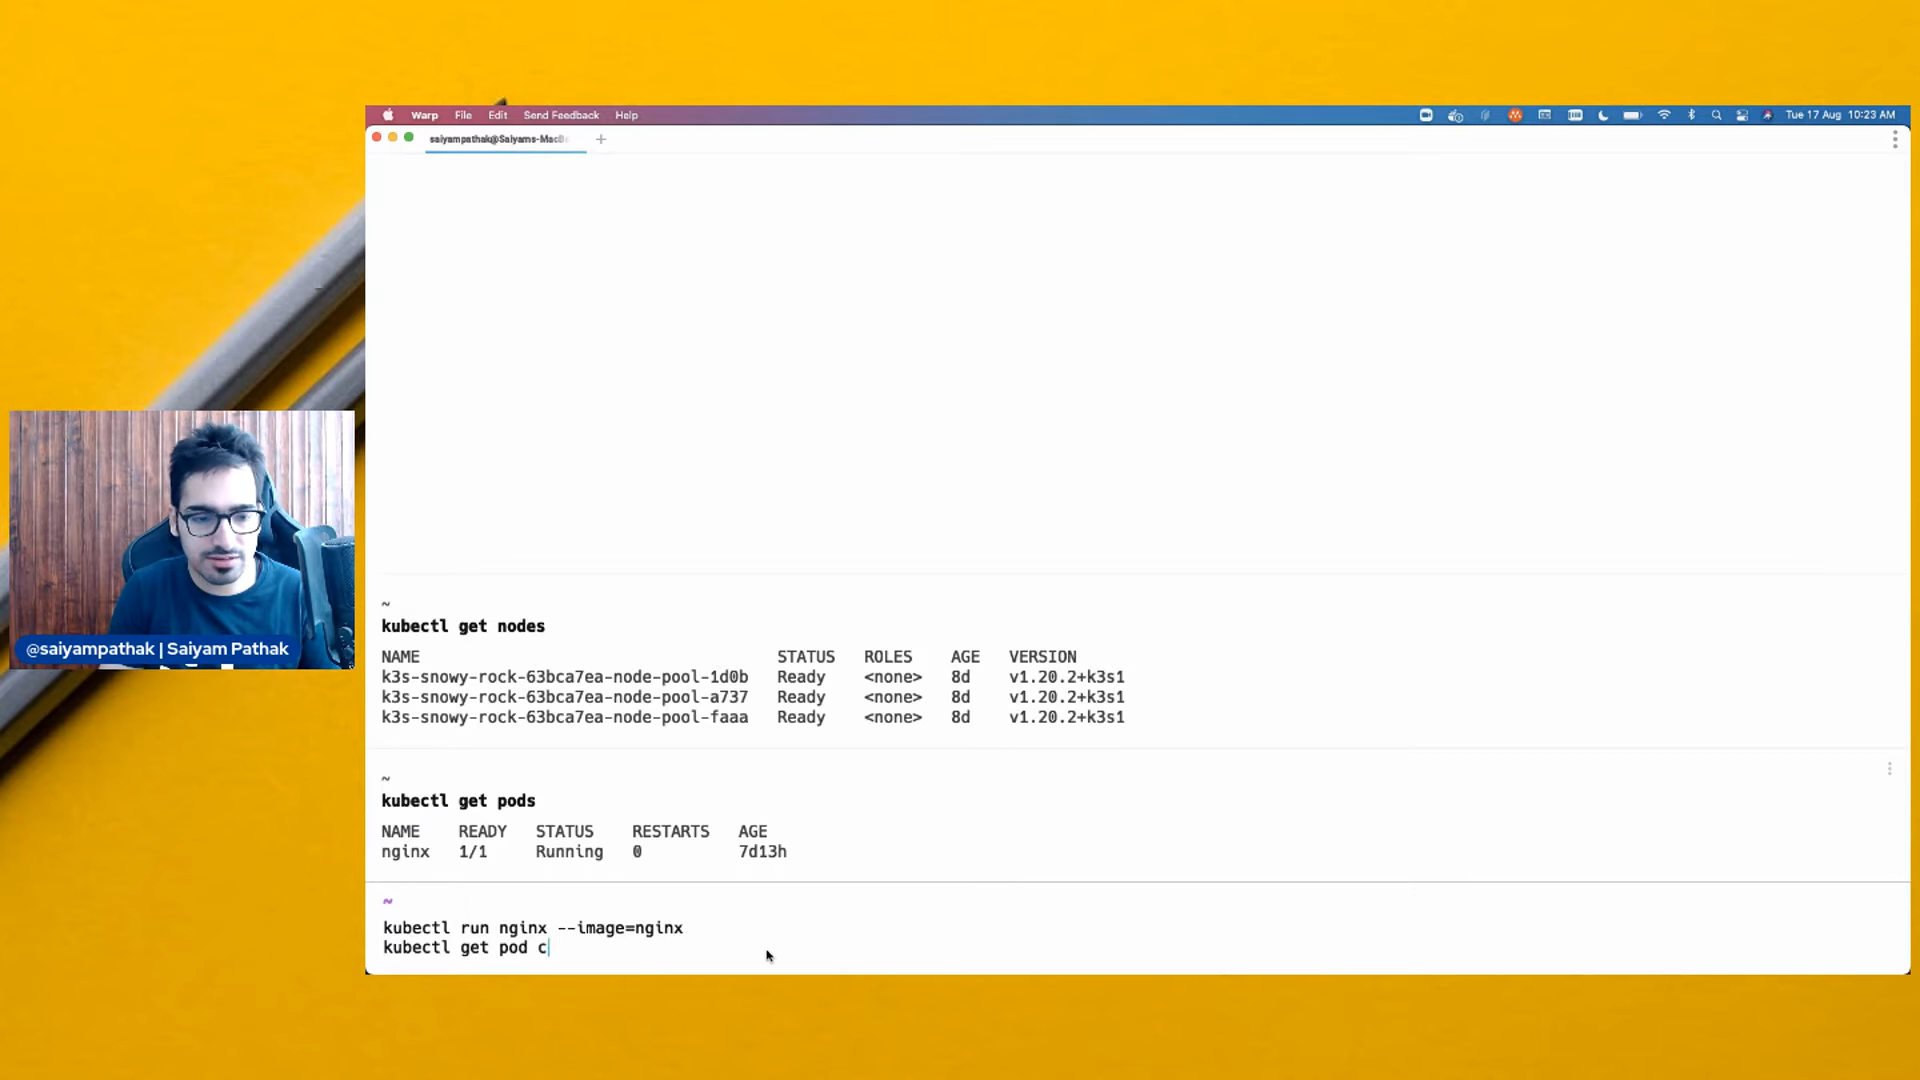 Warp File Edit Send Feedback Help Tue 17 Aug 10:23 AM
saiyampathak@Saiyams-MacB
~
kubectl get nodes
NAME STATUS ROLES AGE VERSION
k3s-snowy-rock-63bca7ea-node-pool-1d0b Ready <none> 8d v1.20.2+k3s1
k3s-snowy-rock-63bca7ea-node-pool-a737 Ready <none> 8d v1.20.2+k3s1
k3s-snowy-rock-63bca7ea-node-pool-faaa Ready <none> 8d v1.20.2+k3s1
~
kubectl get pods
NAME READY STATUS RESTARTS AGE
nginx 1/1 Running 0 7d13h
~
kubectl run nginx --image=nginx
kubectl get pod c
@saiyampathak | Saiyam Pathak